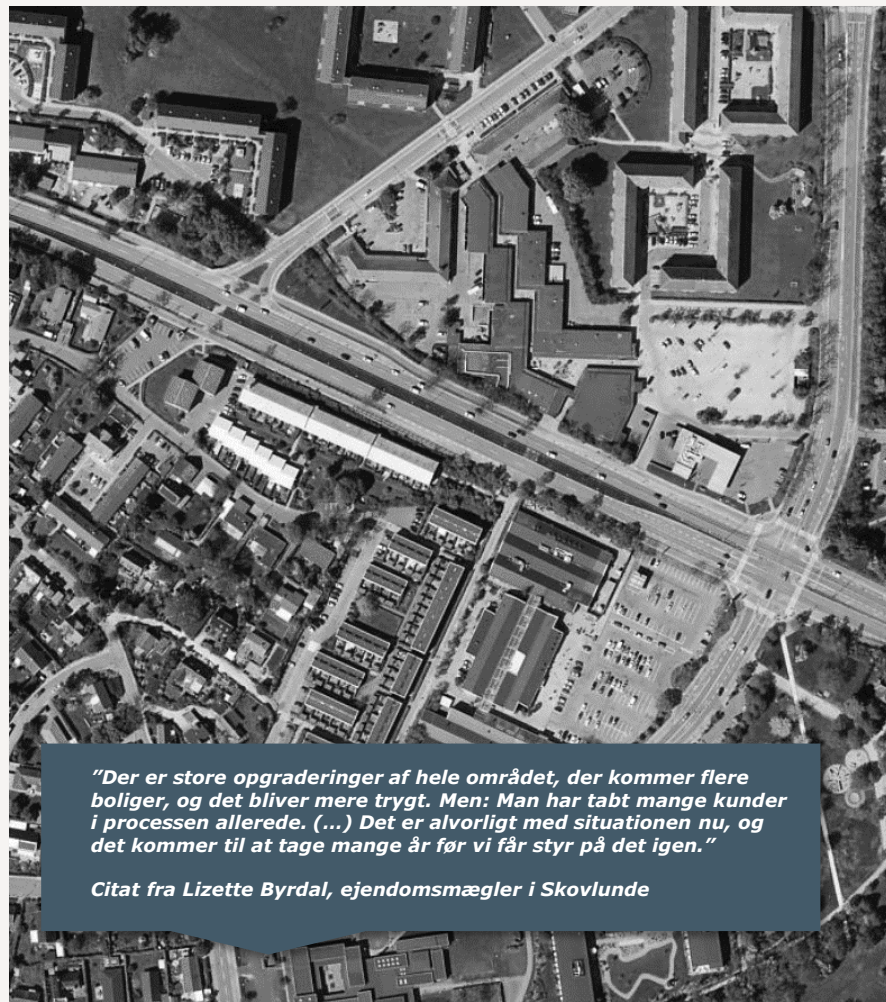 ”Der er store opgraderinger af hele området, der kommer flere
boliger, og det bliver mere trygt. Men: Man har tabt mange kunder
i processen allerede. (...) Det er alvorligt med situationen nu, og
det kommer til at tage mange år før vi får styr på det igen.”
Citat fra Lizette Byrdal, ejendomsmægler i Skovlunde